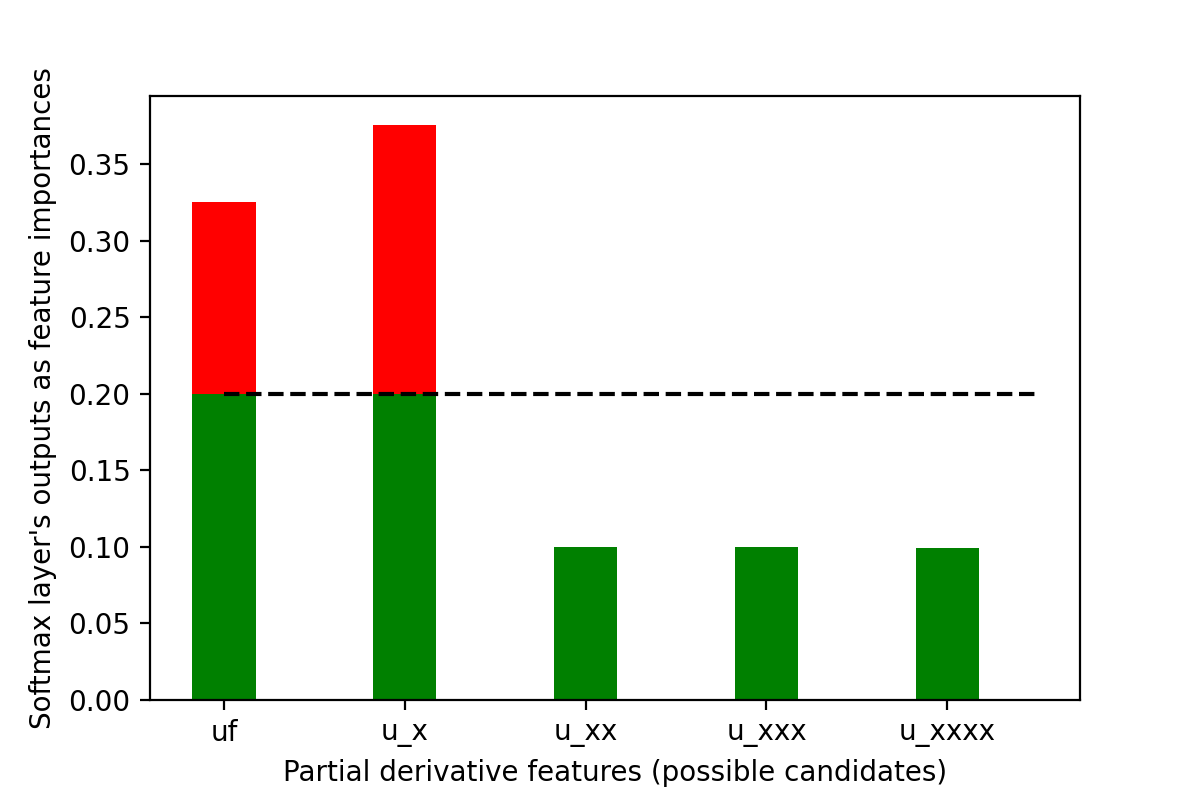 Softmax layer's outputs as feature importances
0.35
0.30
0.25
0.20
0.15
0.10
0.05
0.00
uf u_x u_xx u_xxx u_xxxx
Partial derivative features (possible candidates)